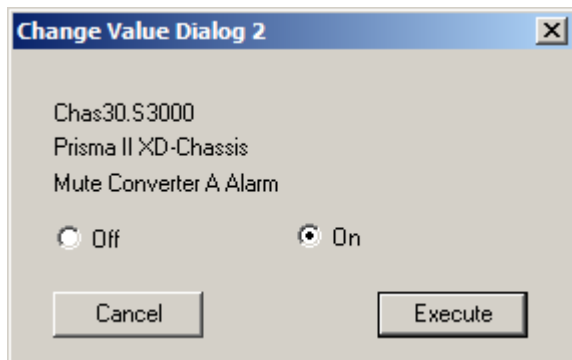 Change Value Dialog 2
Chas30.S3000
Prisma II XD-Chassis
Mute Converter A Alarm
Off On
Cancel Execute